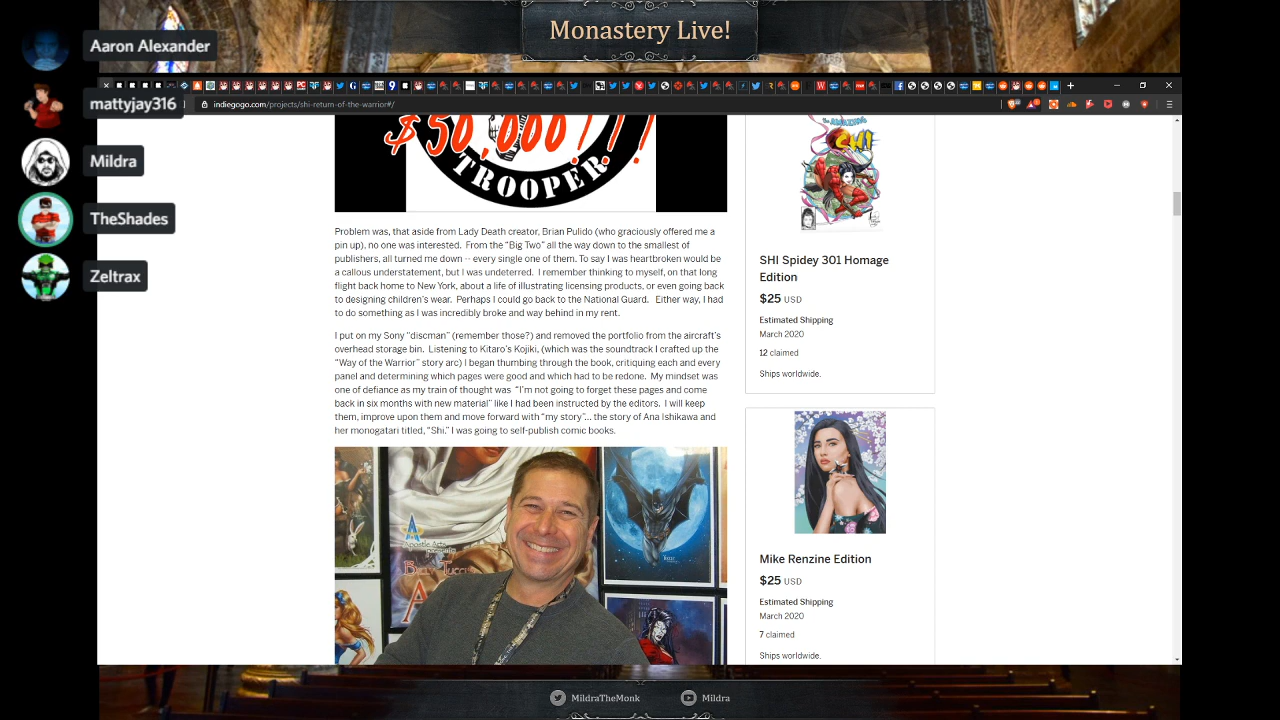 Monastery Live!
Aaron Alexander
mattyjay316
Mildra
TheShades
Zeltrax
indiegogo.com/projects/shi-return-of-the-warrior#/
$50,000!!!
TROOPER
Problem was, that aside from Lady Death creator, Brian Pulido (who graciously offered me a
pin up), no one was interested. From the "Big Two" all the way down to the smallest of
publishers, all turned me down -- every single one of them. To say I was heartbroken would be
a callous understatement, but I was undeterred. I remember thinking to myself, on that long
flight back home to New York, about a life of illustrating licensing products, or even going back
to designing children's wear. Perhaps I could go back to the National Guard. Either way, I had
to do something as I was incredibly broke and way behind in my rent.
I put on my Sony "discman" (remember those?) and removed the portfolio from the aircraft's
overhead storage bin. Listening to Kitaro's Kojiki, (which was the soundtrack I crafted up the
"Way of the Warrior" story arc) I began thumbing through the book, critiquing each and every
panel and determining which pages were good and which had to be redone. My mindset was
one of defiance as my train of thought was "I'm not going to forget these pages and come
back in six months with new material" like I had been instructed by the editors. I will keep
them, improve upon them and move forward with "my story"... the story of Ana Ishikawa and
her monogatari titled, "Shi." I was going to self-publish comic books.
Apostle Arts
Billy Tucci
AMAZING
SHI Spidey 301 Homage
Edition
$25 USD
Estimated Shipping
March 2020
12 claimed
Ships worldwide.
Mike Renzine Edition
$25 USD
Estimated Shipping
March 2020
7 claimed
Ships worldwide.
MildraTheMonk
Mildra